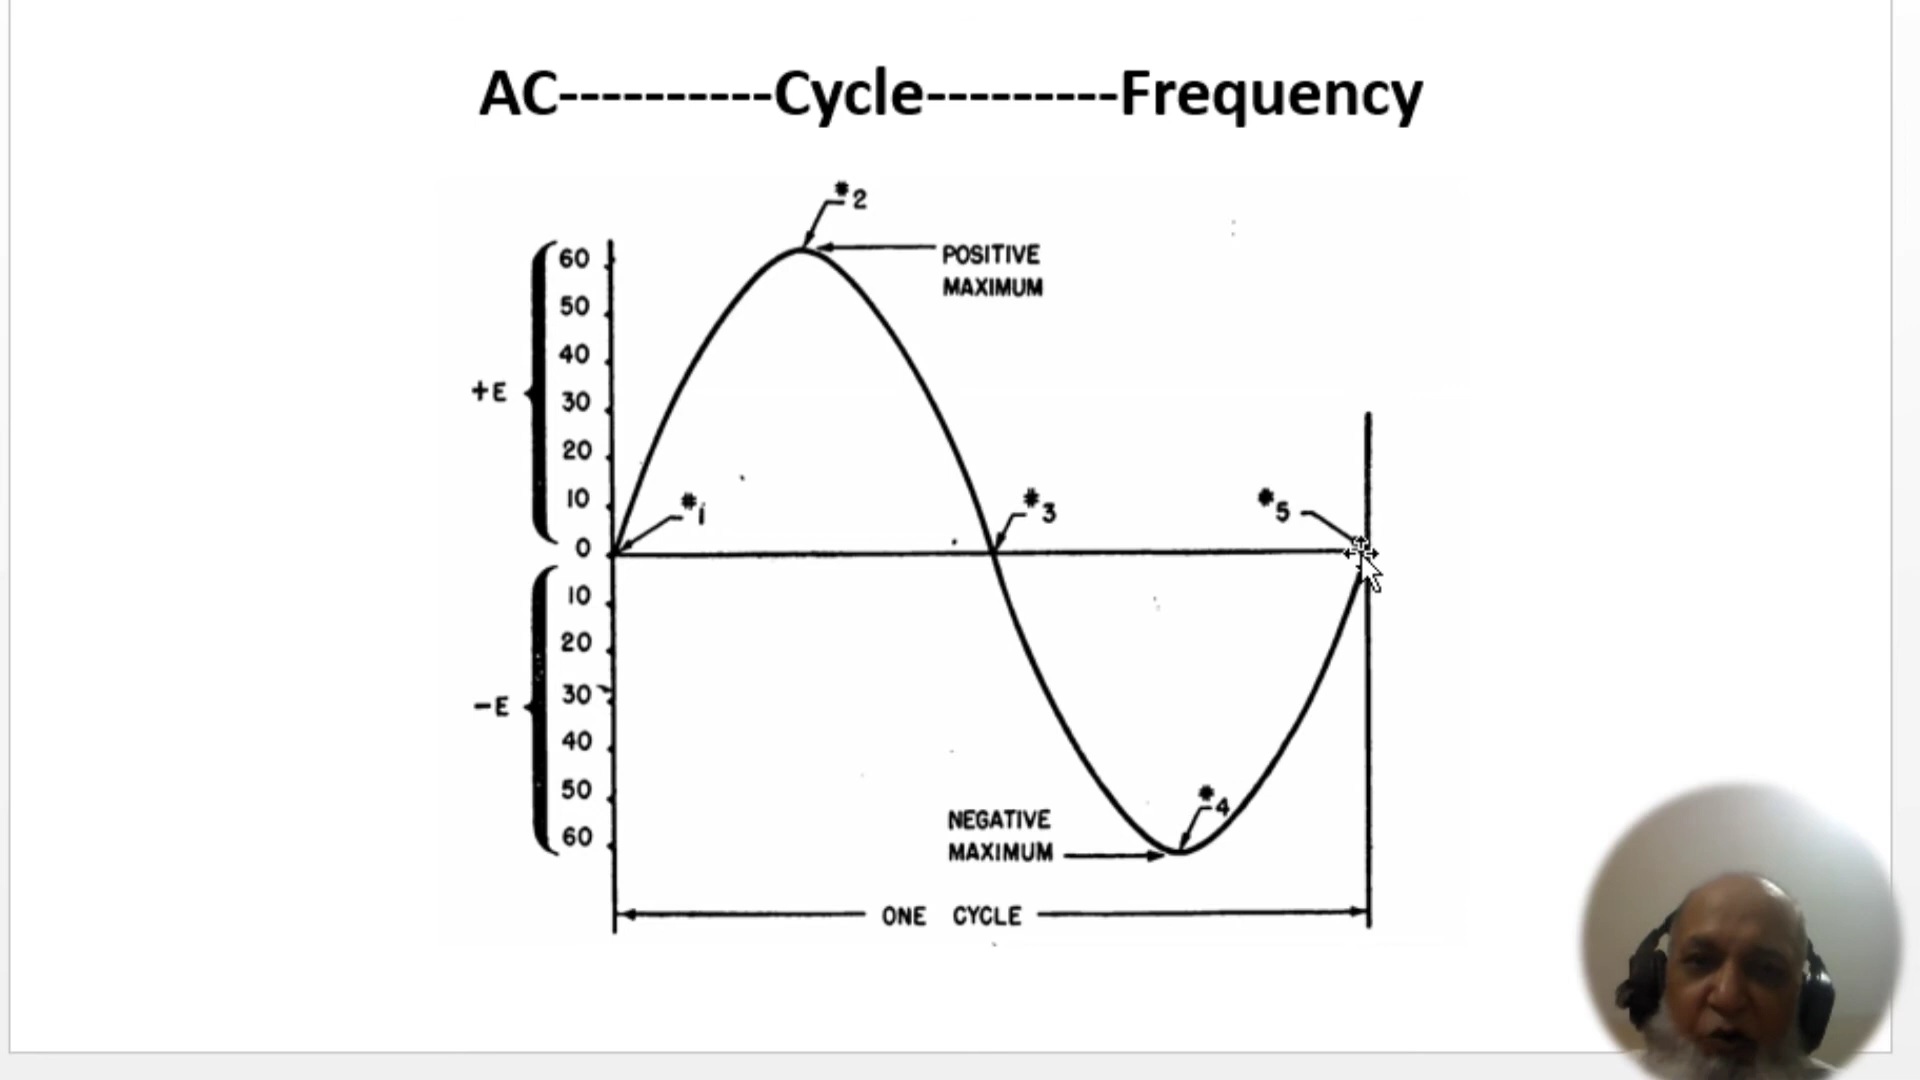 AC----------Cycle---------Frequency
#2
POSITIVE
MAXIMUM
60
50
40
+E
30
20
10
#1
#3
#5
0
10
20
30
-E
40
50
60
#4
NEGATIVE
MAXIMUM
ONE CYCLE